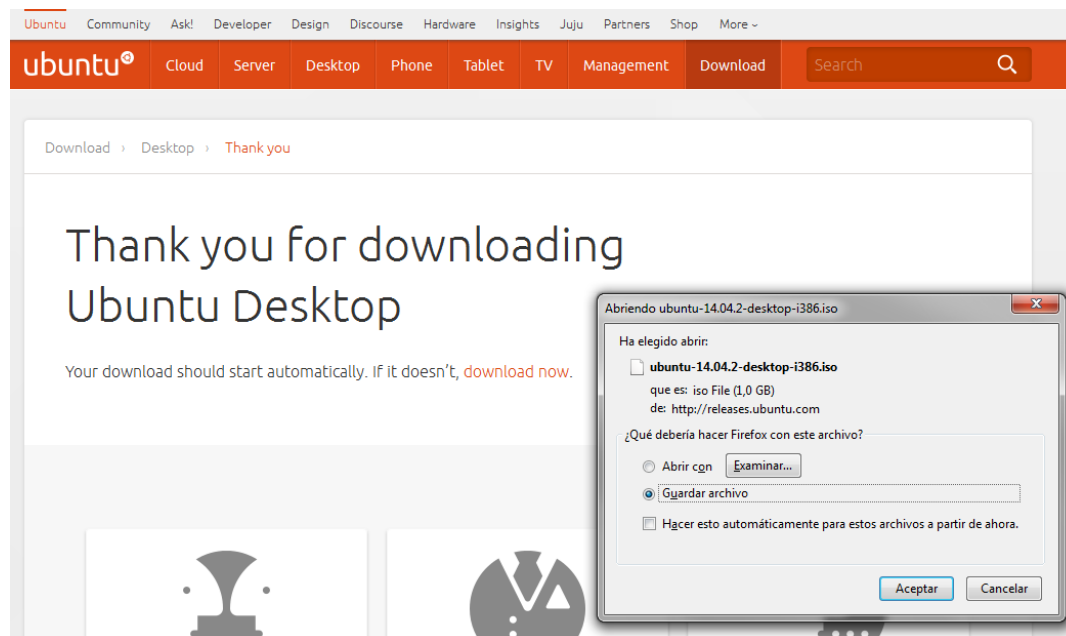 Ubuntu Community Ask! Developer Design Discourse Hardware Insights Juju Partners Shop More
ubuntu Cloud Server Desktop Phone Tablet TV Management Download Search
Download › Desktop › Thank you
Thank you for downloading
Ubuntu Desktop
Your download should start automatically. If it doesn't, download now.
Abriendo ubuntu-14.04.2-desktop-i386.iso
Ha elegido abrir:
ubuntu-14.04.2-desktop-i386.iso
que es: iso File (1,0 GB)
de: http://releases.ubuntu.com
¿Qué debería hacer Firefox con este archivo?
Abrir con Examinar...
Guardar archivo
Hacer esto automáticamente para estos archivos a partir de ahora.
Aceptar Cancelar